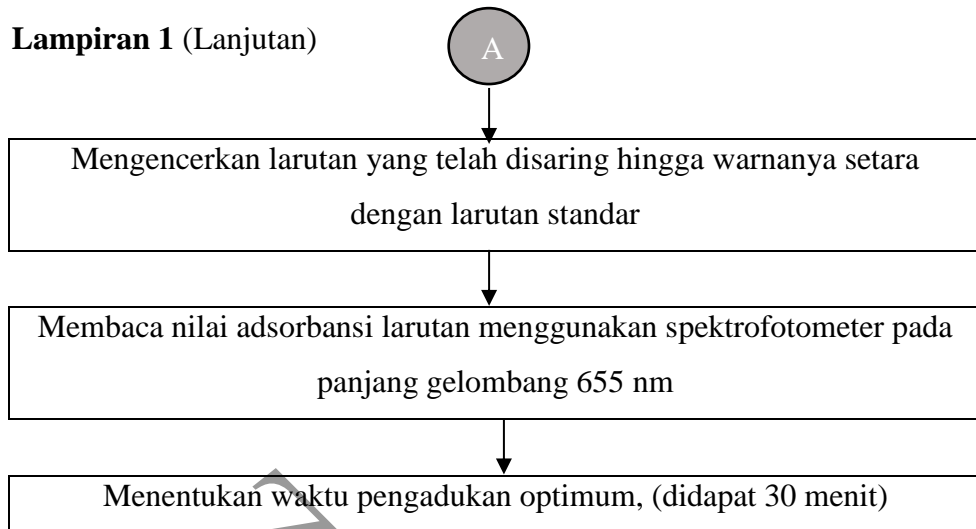 Lampiran 1 (Lanjutan)
A
Mengencerkan larutan yang telah disaring hingga warnanya setara
dengan larutan standar
Membaca nilai adsorbansi larutan menggunakan spektrofotometer pada
panjang gelombang 655 nm
Menentukan waktu pengadukan optimum, (didapat 30 menit)